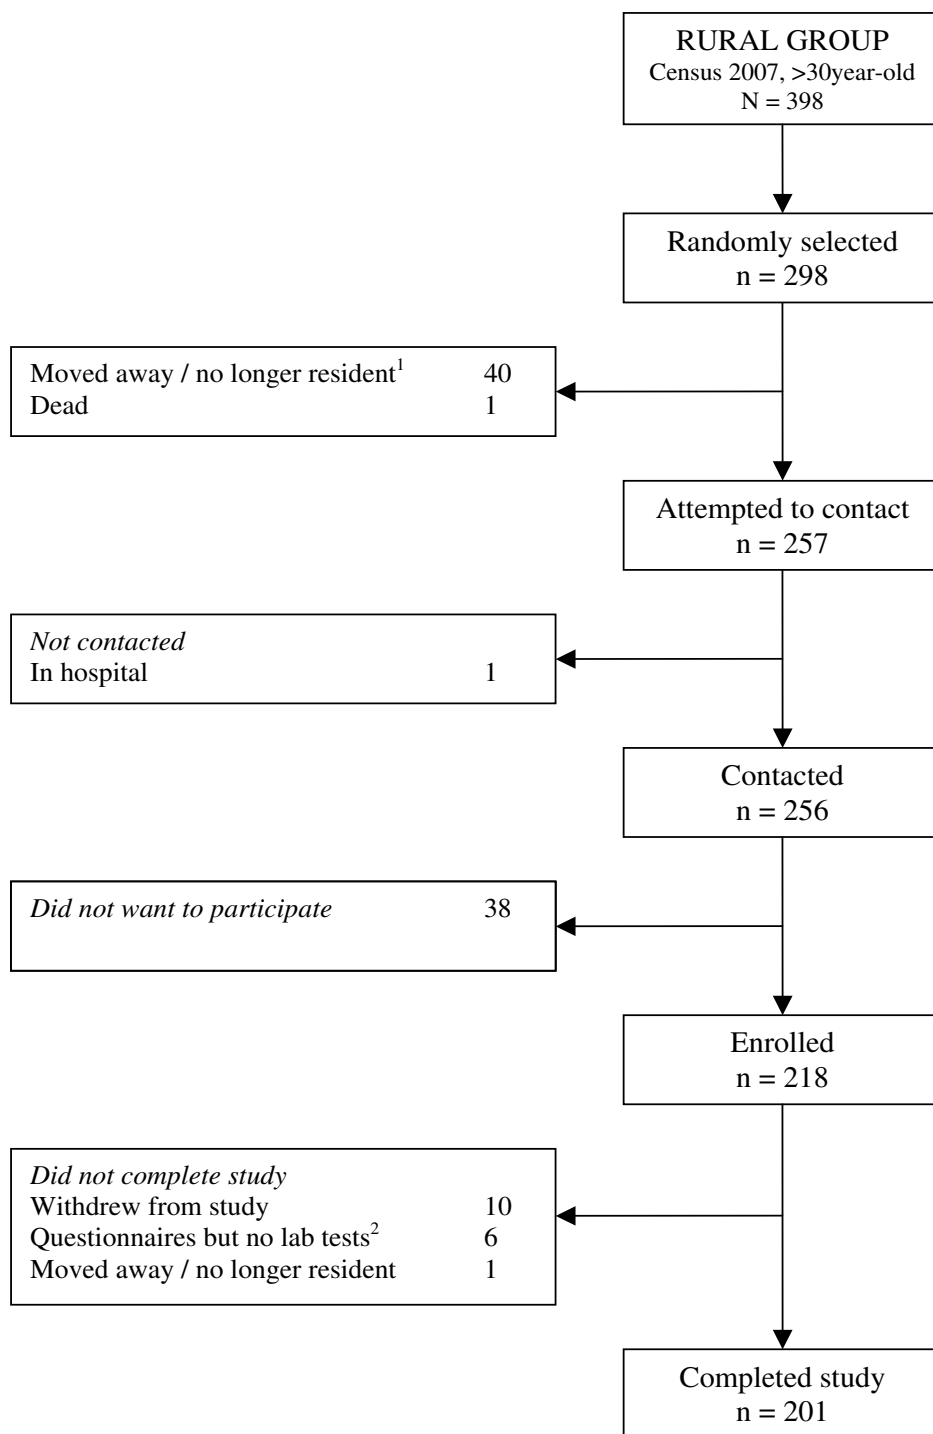 RURAL GROUP
Census 2007, >30year-old
N = 398
Randomly selected
n = 298
Moved away / no longer resident¹ 40
Dead 1
Attempted to contact
n = 257
Not contacted
In hospital 1
Contacted
n = 256
Did not want to participate 38
Enrolled
n = 218
Did not complete study
Withdrew from study 10
Questionnaires but no lab tests² 6
Moved away / no longer resident 1
Completed study
n = 201